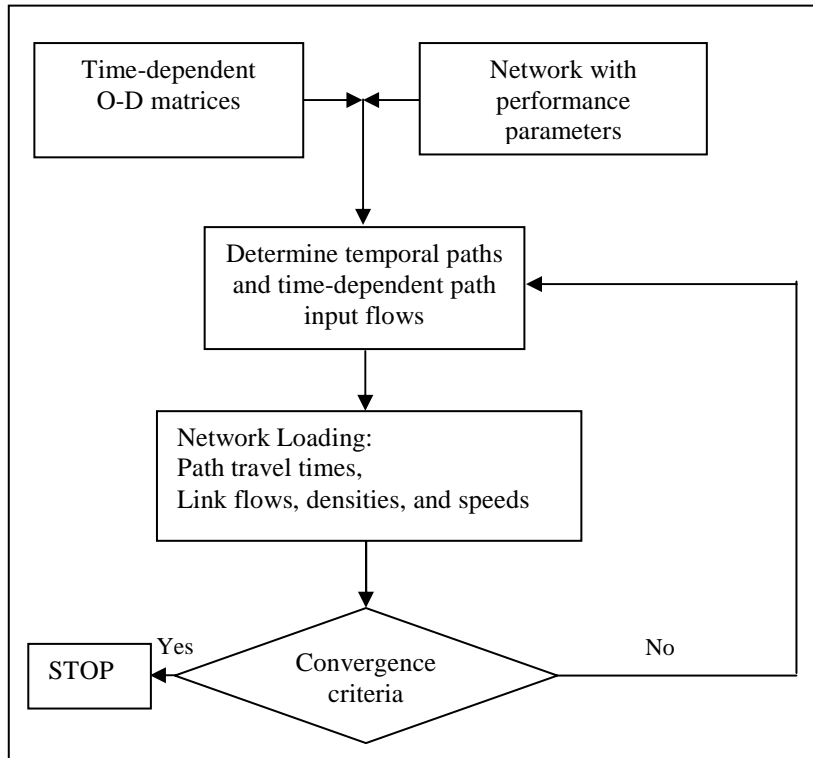 Time-dependent
O-D matrices
Network with
performance
parameters
Determine temporal paths
and time-dependent path
input flows
Network Loading:
Path travel times,
Link flows, densities, and speeds
Convergence
criteria
Yes
STOP
No